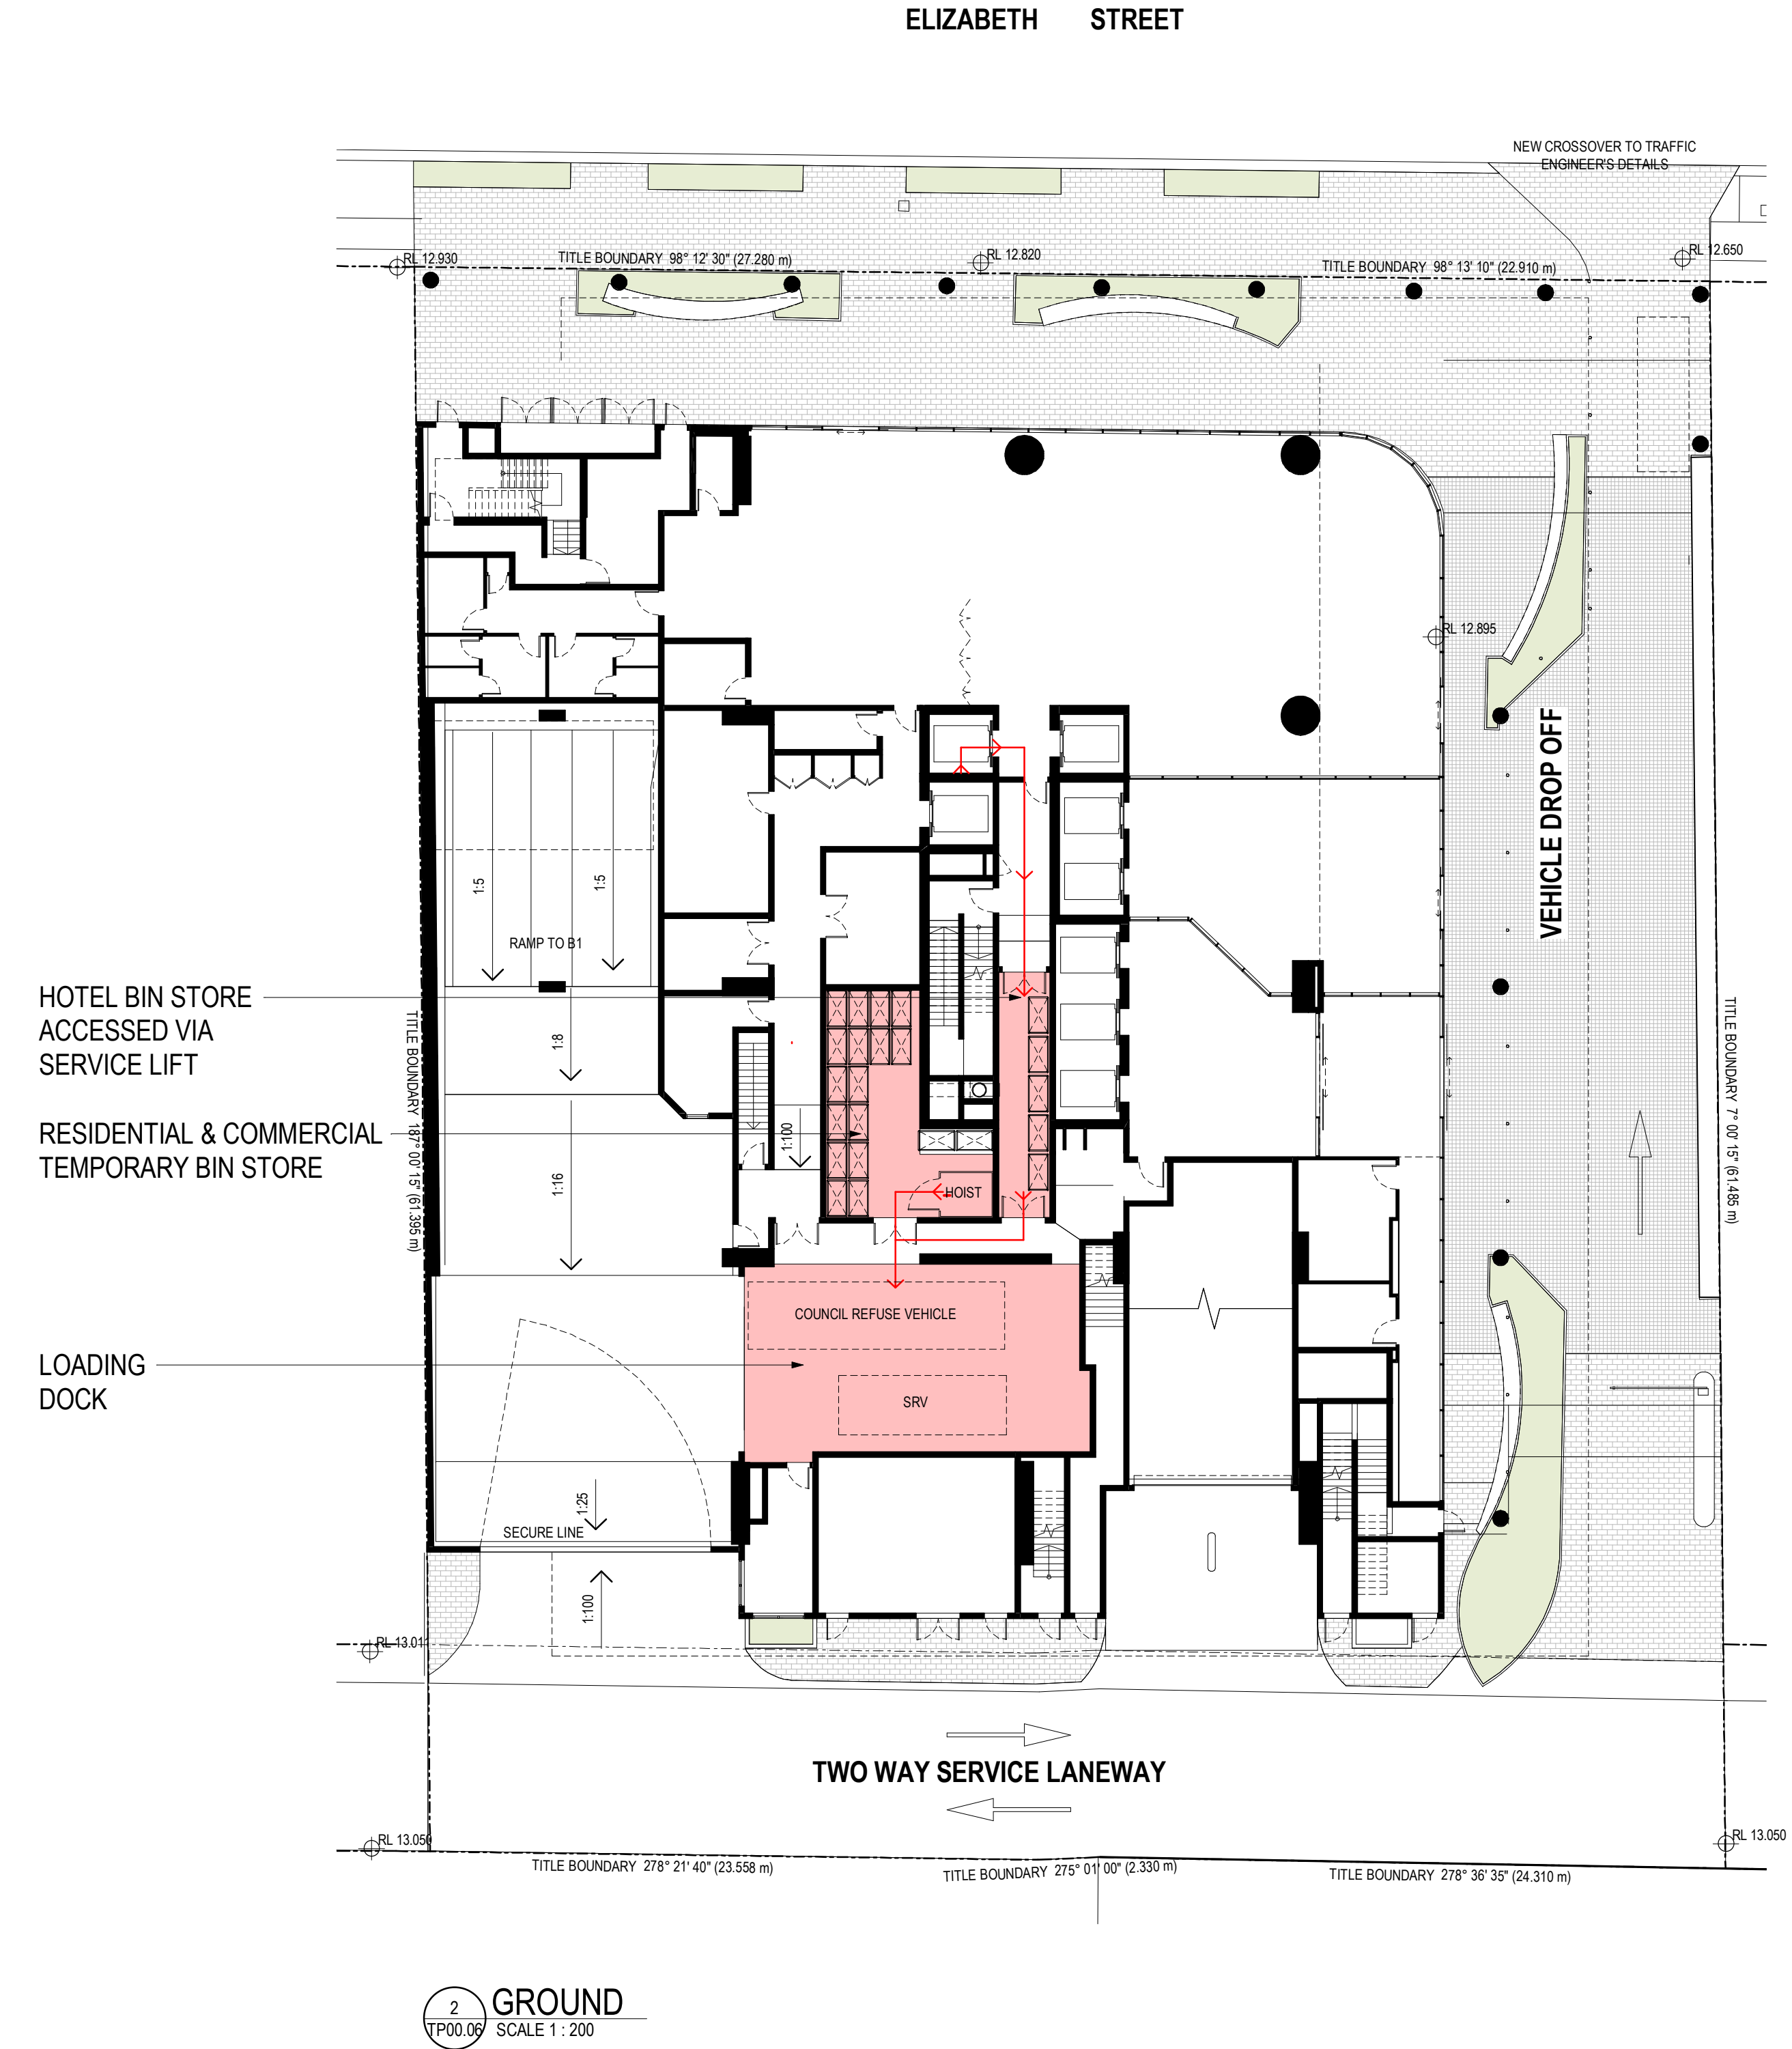 ELIZABETH STREET
NEW CROSSOVER TO TRAFFIC
ENGINEER'S DETAILS
RL 12.930
TITLE BOUNDARY 98° 12' 30" (27.280 m)
RL 12.820
TITLE BOUNDARY 98° 13' 10" (22.910 m)
RL 12.650
RL 12.895
VEHICLE DROP OFF
1:5
1:5
RAMP TO B1
HOTEL BIN STORE
ACCESSED VIA
SERVICE LIFT
TITLE BOUNDARY 187° 00' 15" (61.395 m)
TITLE BOUNDARY 7° 00' 15" (61.485 m)
1:8
RESIDENTIAL & COMMERCIAL
TEMPORARY BIN STORE
1:100
1:16
HOIST
COUNCIL REFUSE VEHICLE
LOADING
DOCK
SRV
1:25
SECURE LINE
1:100
RL 13.011
TWO WAY SERVICE LANEWAY
RL 13.050
RL 13.050
TITLE BOUNDARY 278° 21' 40" (23.558 m)
TITLE BOUNDARY 275° 01' 00" (2.330 m)
TITLE BOUNDARY 278° 36' 35" (24.310 m)
2
GROUND
TP00.06
SCALE 1 : 200